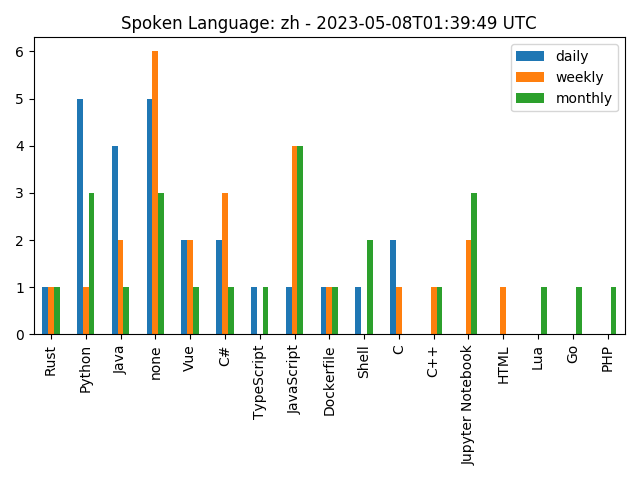 Spoken Language: zh - 2023-05-08T01:39:49 UTC
daily
weekly
monthly
6
5
4
3
2
1
0
Rust
Python
Java
none
Vue
C#
TypeScript
JavaScript
Dockerfile
Shell
C
C++
Jupyter Notebook
HTML
Lua
Go
PHP